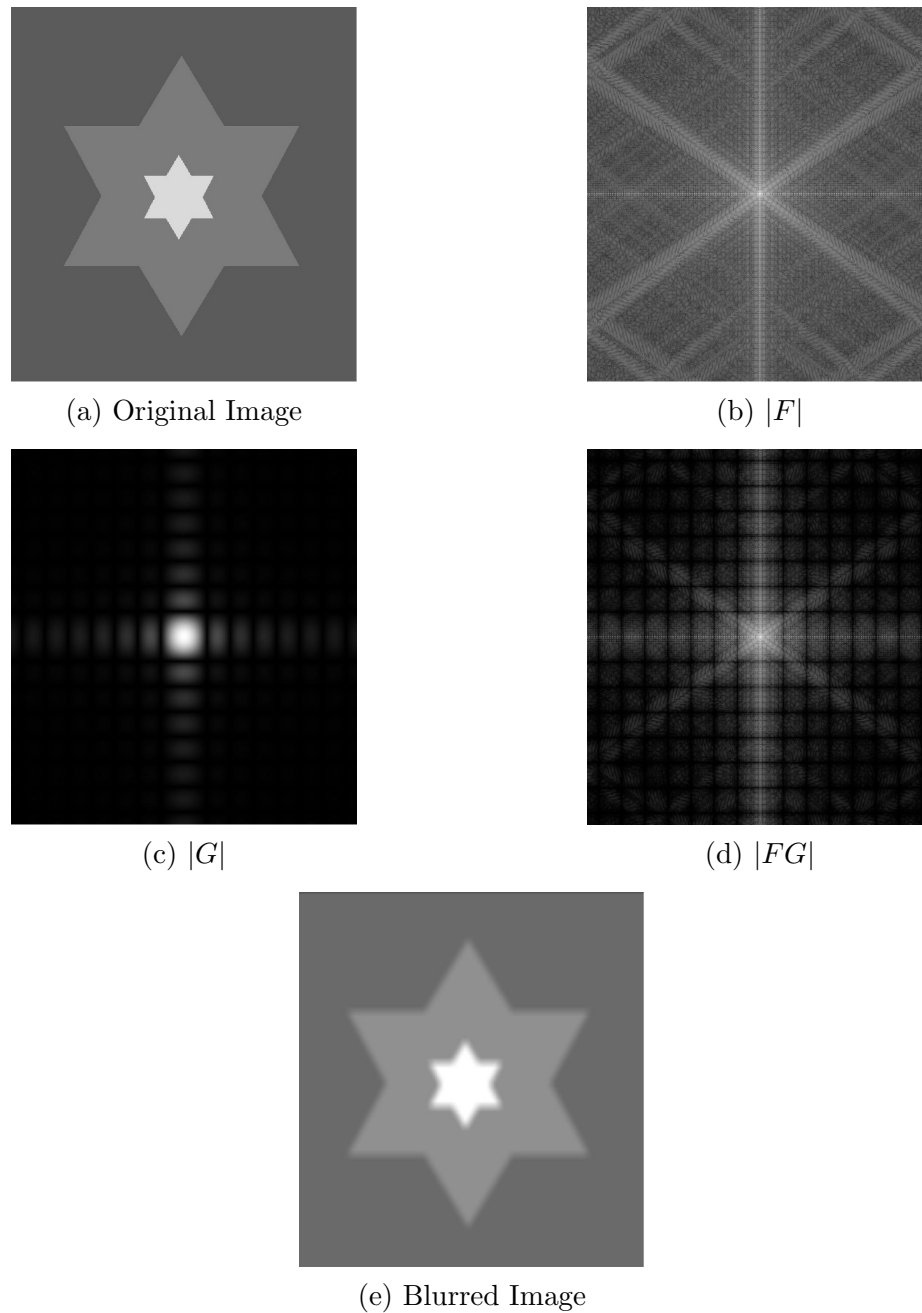 (a) Original Image
(b) |F|
(c) |G|
(d) |FG|
(e) Blurred Image